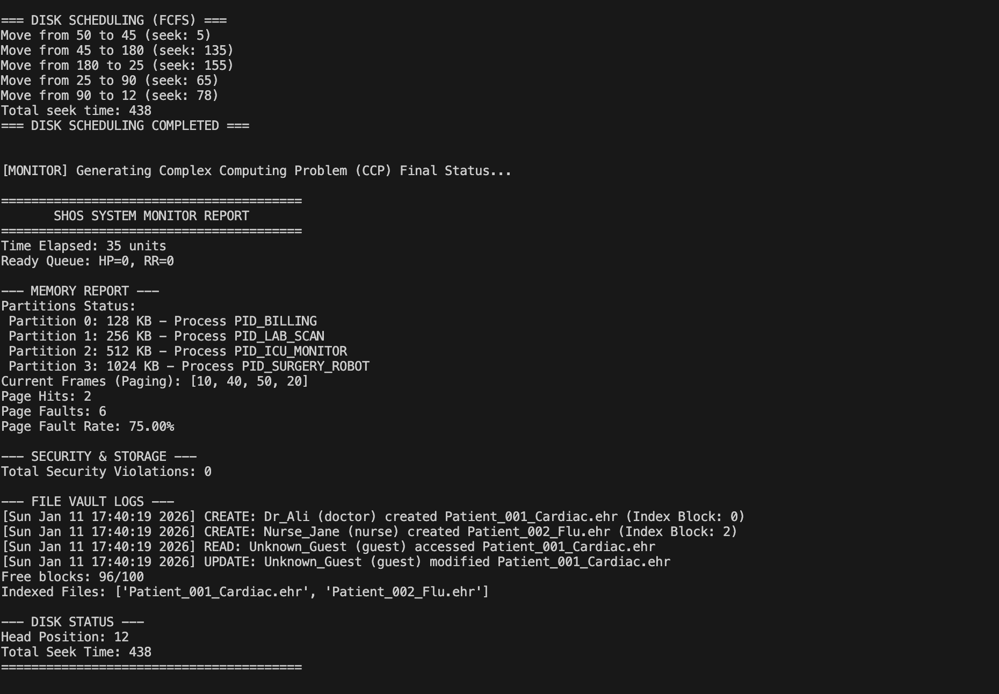 === DISK SCHEDULING (FCFS) ===
Move from 50 to 45 (seek: 5)
Move from 45 to 180 (seek: 135)
Move from 180 to 25 (seek: 155)
Move from 25 to 90 (seek: 65)
Move from 90 to 12 (seek: 78)
Total seek time: 438
=== DISK SCHEDULING COMPLETED ===
[MONITOR] Generating Complex Computing Problem (CCP) Final Status...
========================================
SHOS SYSTEM MONITOR REPORT
========================================
Time Elapsed: 35 units
Ready Queue: HP=0, RR=0
--- MEMORY REPORT ---
Partitions Status:
Partition 0: 128 KB - Process PID_BILLING
Partition 1: 256 KB - Process PID_LAB_SCAN
Partition 2: 512 KB - Process PID_ICU_MONITOR
Partition 3: 1024 KB - Process PID_SURGERY_ROBOT
Current Frames (Paging): [10, 40, 50, 20]
Page Hits: 2
Page Faults: 6
Page Fault Rate: 75.00%
--- SECURITY & STORAGE ---
Total Security Violations: 0
--- FILE VAULT LOGS ---
[Sun Jan 11 17:40:19 2026] CREATE: Dr_Ali (doctor) created Patient_001_Cardiac.ehr (Index Block: 0)
[Sun Jan 11 17:40:19 2026] CREATE: Nurse_Jane (nurse) created Patient_002_Flu.ehr (Index Block: 2)
[Sun Jan 11 17:40:19 2026] READ: Unknown_Guest (guest) accessed Patient_001_Cardiac.ehr
[Sun Jan 11 17:40:19 2026] UPDATE: Unknown_Guest (guest) modified Patient_001_Cardiac.ehr
Free blocks: 96/100
Indexed Files: ['Patient_001_Cardiac.ehr', 'Patient_002_Flu.ehr']
--- DISK STATUS ---
Head Position: 12
Total Seek Time: 438
========================================